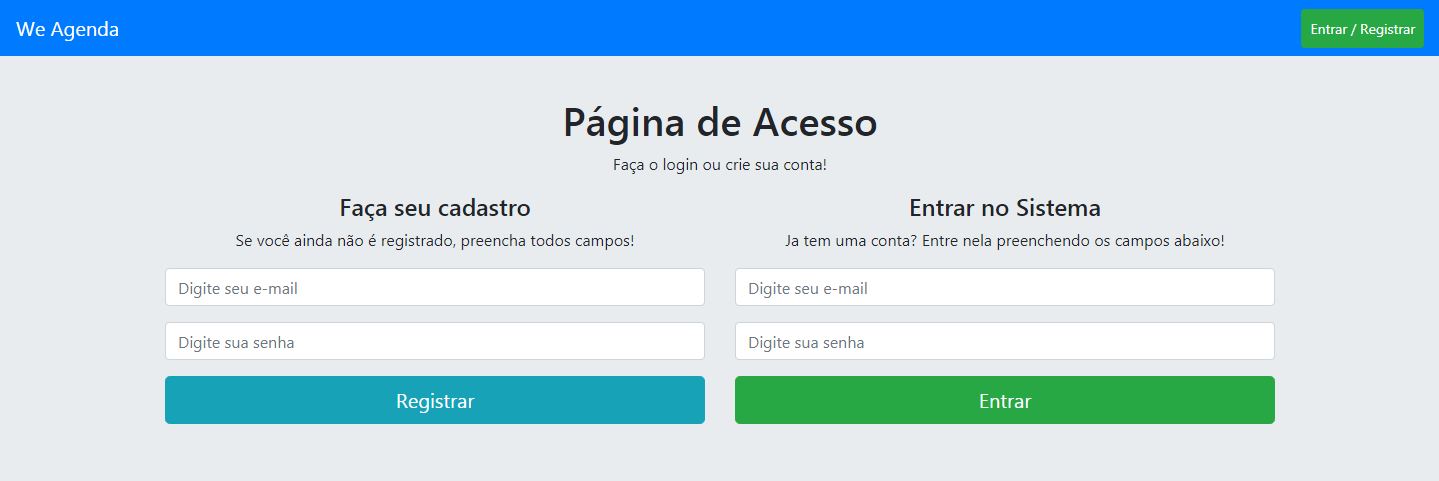 We Agenda
Entrar / Registrar
Página de Acesso
Faça o login ou crie sua conta!
Faça seu cadastro
Se você ainda não é registrado, preencha todos campos!
Digite seu e-mail
Digite sua senha
Registrar
Entrar no Sistema
Ja tem uma conta? Entre nela preenchendo os campos abaixo!
Digite seu e-mail
Digite sua senha
Entrar